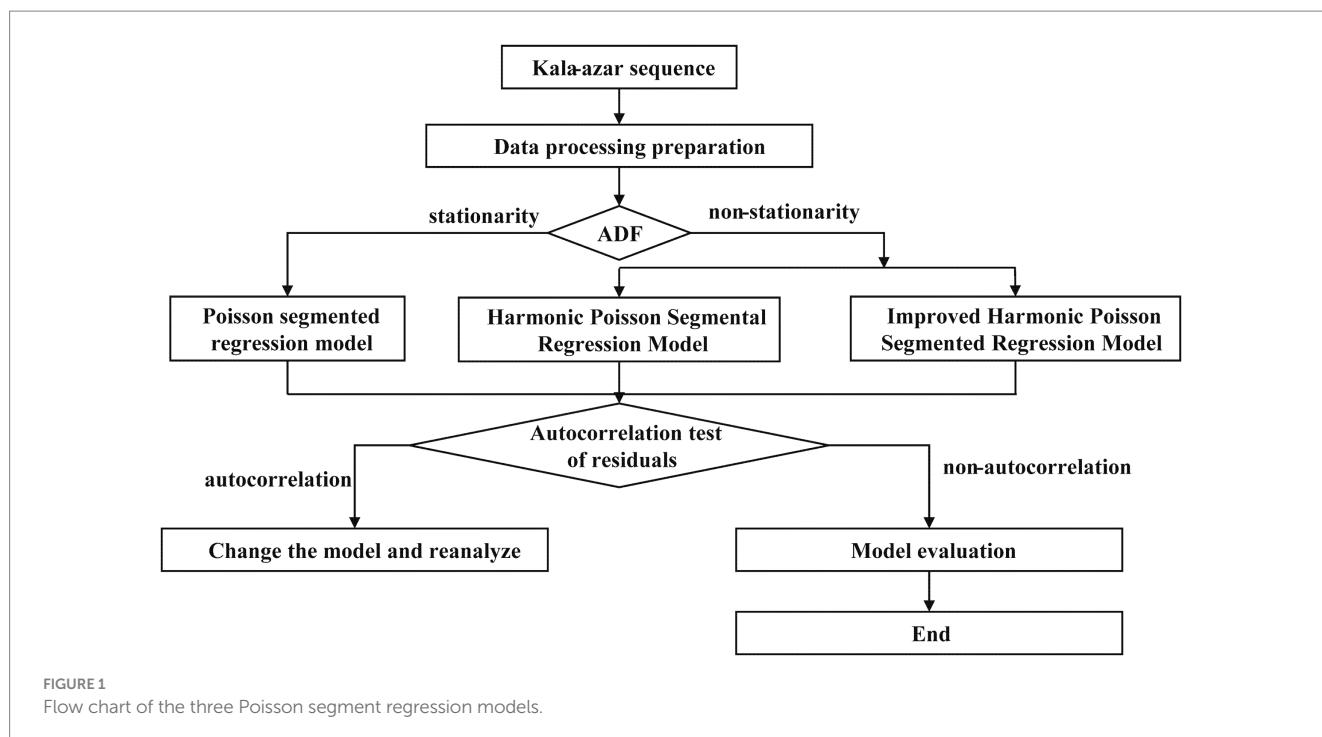 Kala-azar sequence
Data processing preparation
stationarity
non-stationarity
ADF
Poisson segmented
regression model
Harmonic Poisson Segmental
Regression Model
Improved Harmonic Poisson
Segmented Regression Model
Autocorrelation test
of residuals
autocorrelation
non-autocorrelation
Change the model and reanalyze
Model evaluation
End
FIGURE 1
Flow chart of the three Poisson segment regression models.